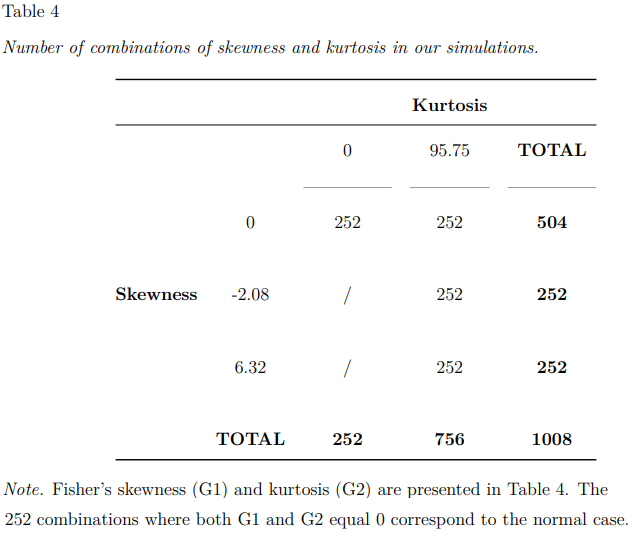 Table 4
Number of combinations of skewness and kurtosis in our simulations.
Kurtosis
0 95.75 TOTAL
0 252 252 504
Skewness -2.08 / 252 252
6.32 / 252 252
TOTAL 252 756 1008
Note. Fisher's skewness (G1) and kurtosis (G2) are presented in Table 4. The
252 combinations where both G1 and G2 equal 0 correspond to the normal case.